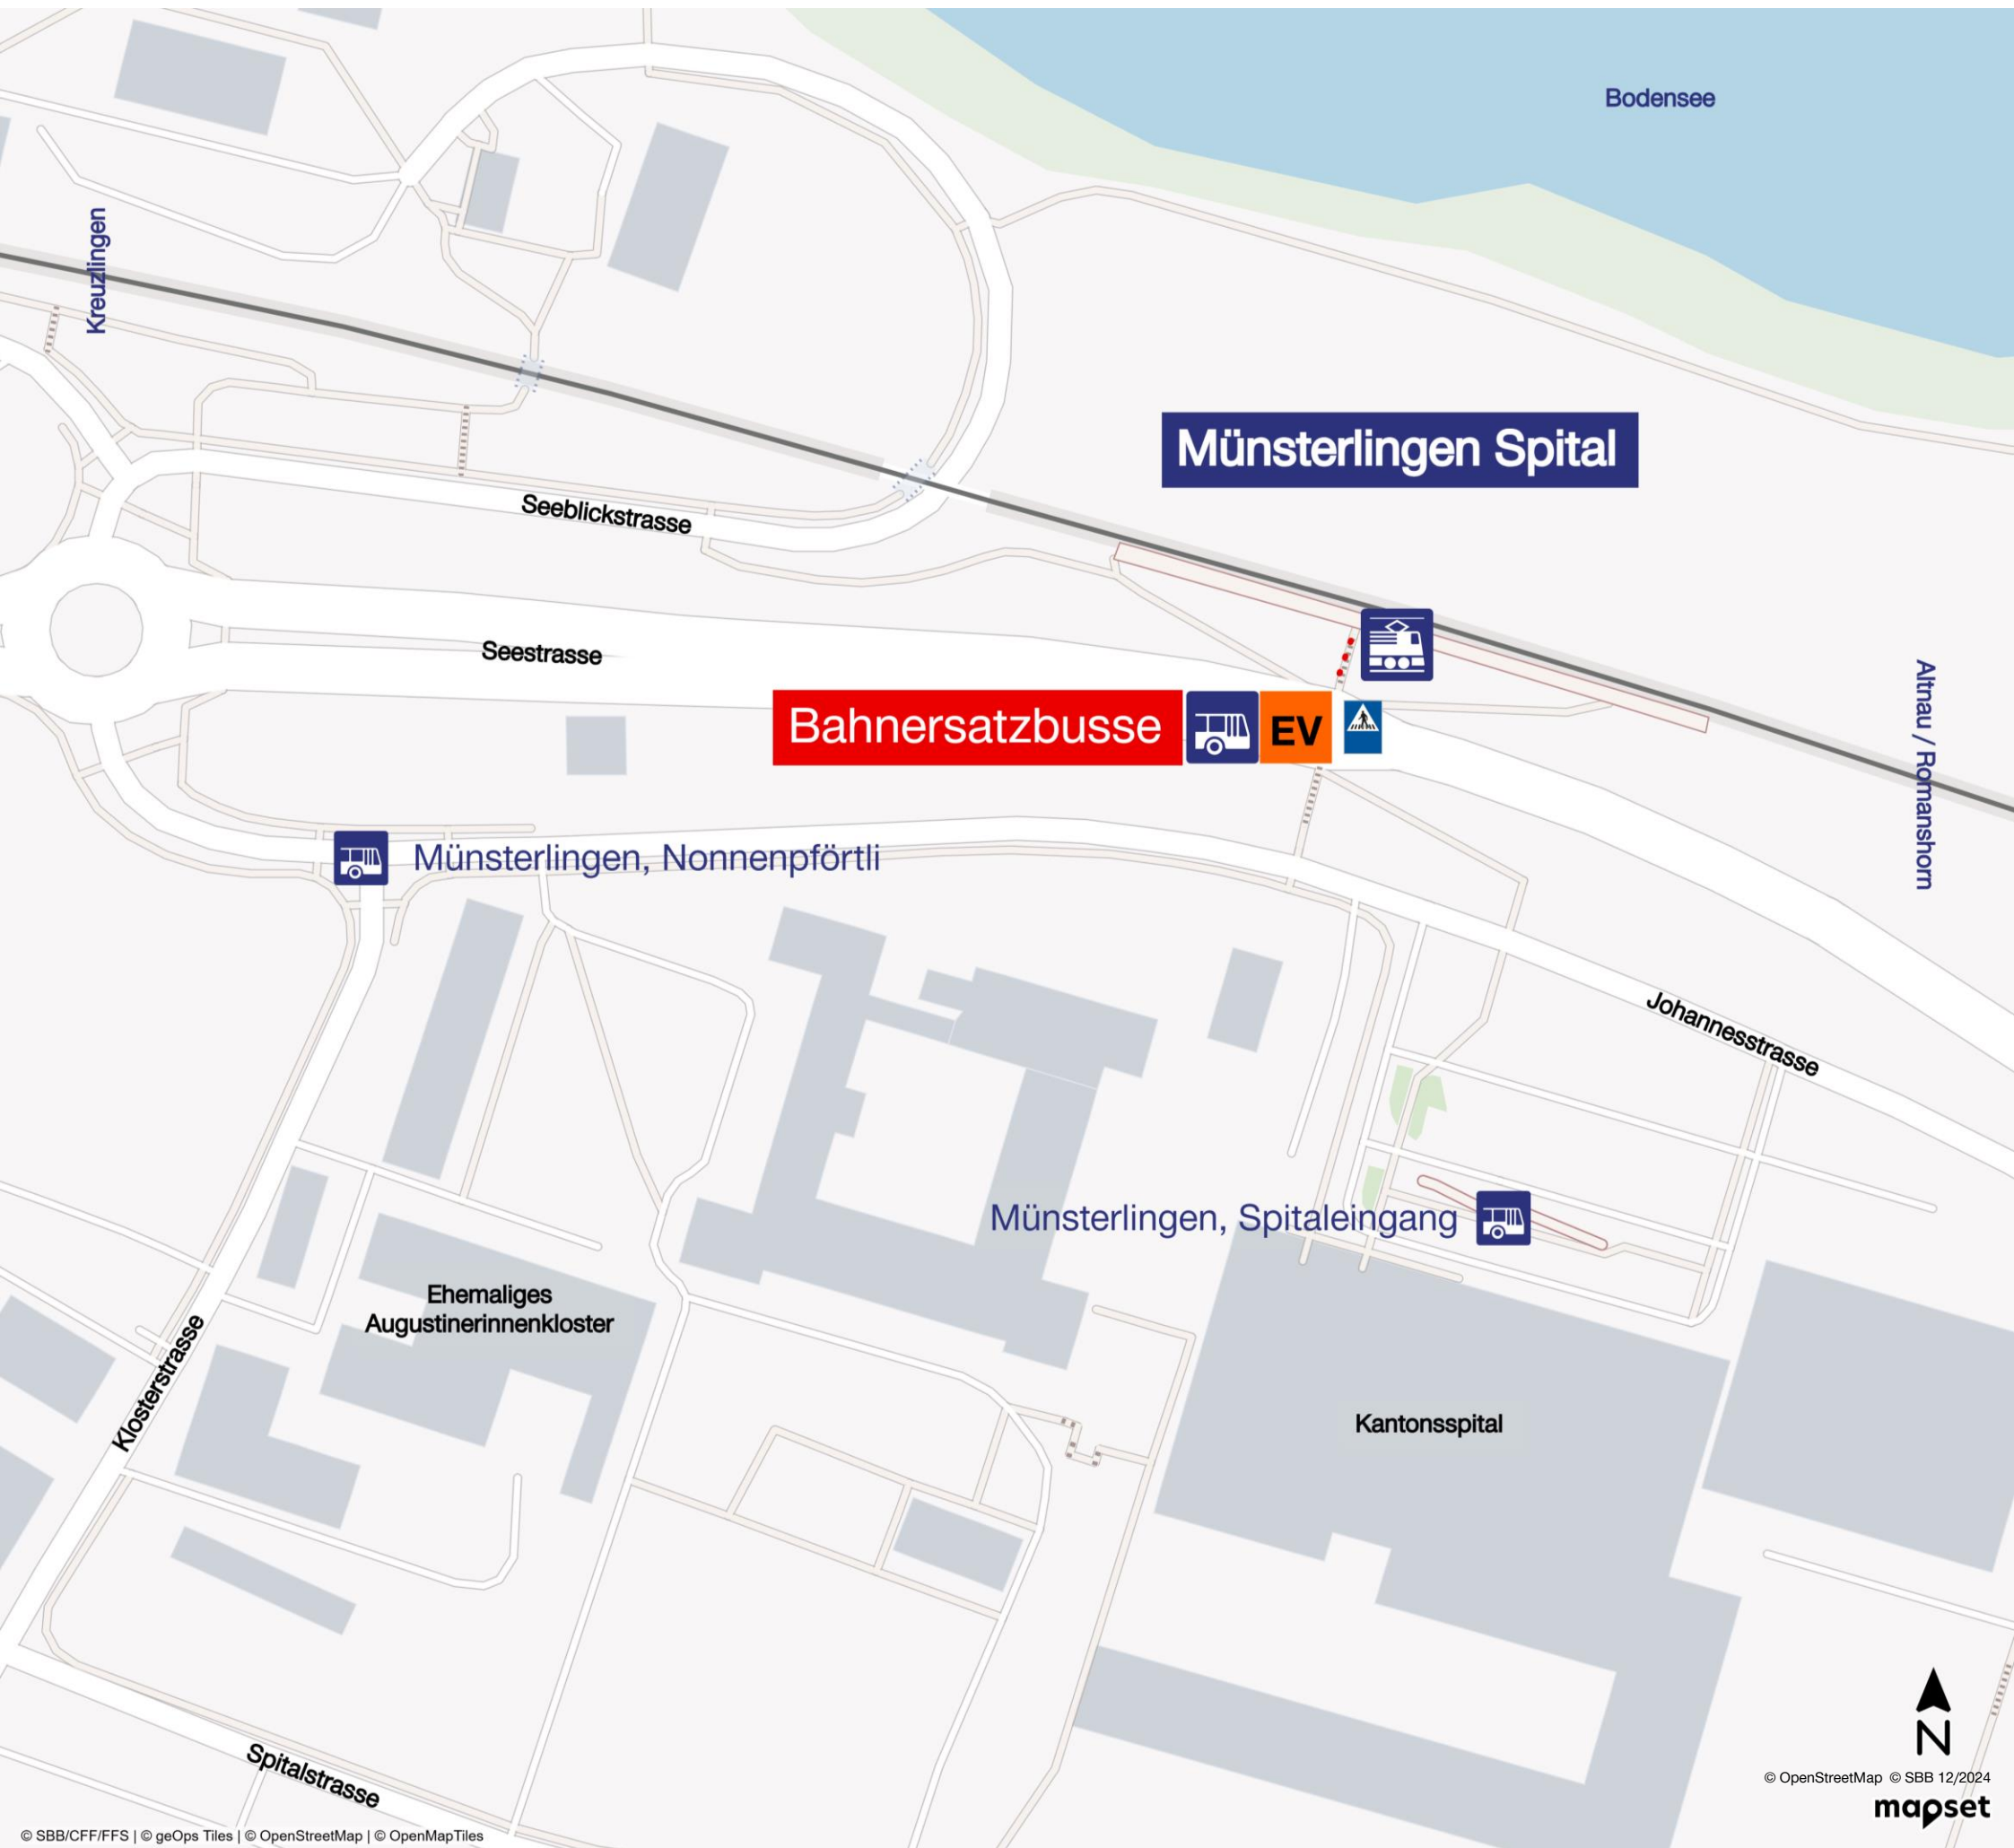 Bodensee
Kreuzlingen
Münsterlingen Spital
Seeblickstrasse
Seestrasse
Bahnersatzbusse
EV
Altnau / Romanshorn
Münsterlingen, Nonnenpförtli
Johannesstrasse
Münsterlingen, Spitaleingang
Ehemaliges
Augustinerinnenkloster
Klosterstrasse
Kantonsspital
Spitalstrasse
N
© OpenStreetMap © SBB 12/2024
mapset
© SBB/CFF/FFS | © geOps Tiles | © OpenStreetMap | © OpenMapTiles